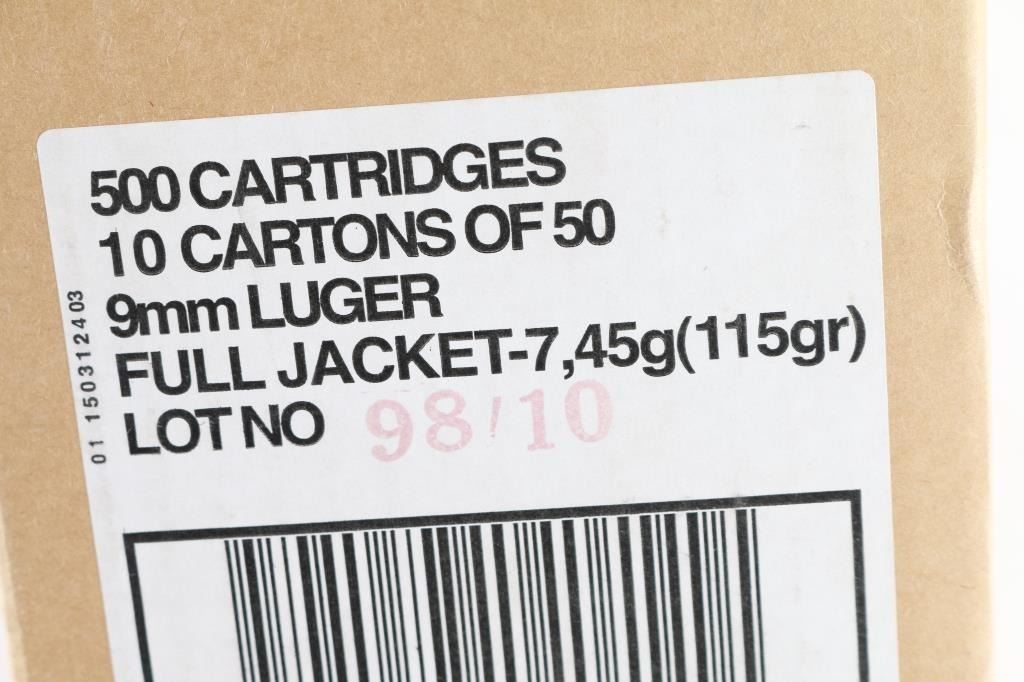 500 CARTRIDGES
10 CARTONS OF 50
9mm LUGER
FULL JACKET-7,45g(115gr)
LOT NO 98/10
01 150312403